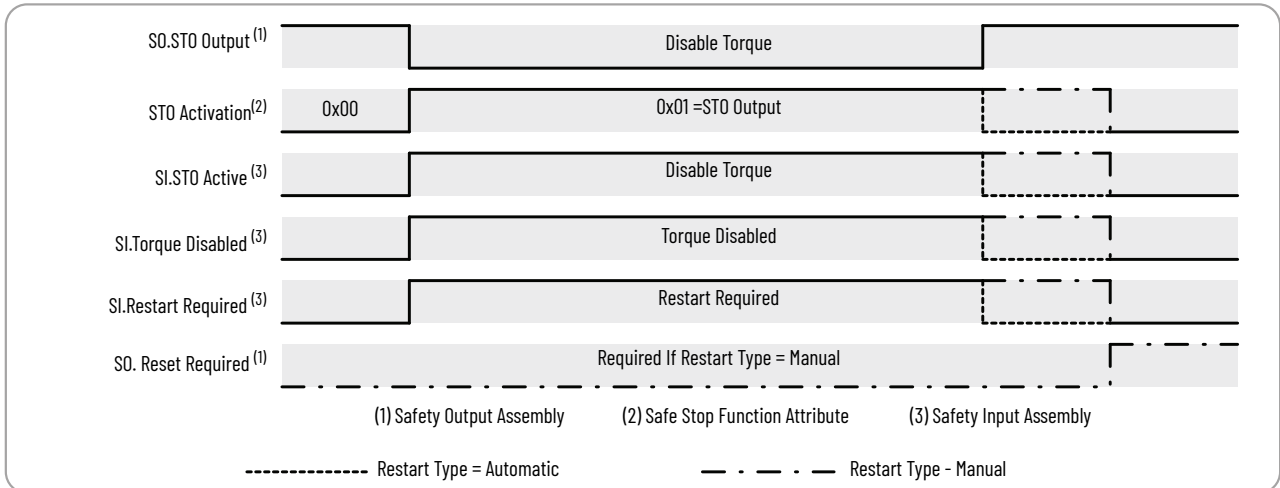 SO.STO Output (1)
Disable Torque
STO Activation(2)
0x00
0x01 =STO Output
SI.STO Active (3)
Disable Torque
SI.Torque Disabled (3)
Torque Disabled
SI.Restart Required (3)
Restart Required
SO. Reset Required (1)
Required If Restart Type = Manual
(1) Safety Output Assembly
(2) Safe Stop Function Attribute
(3) Safety Input Assembly
Restart Type = Automatic
Restart Type - Manual